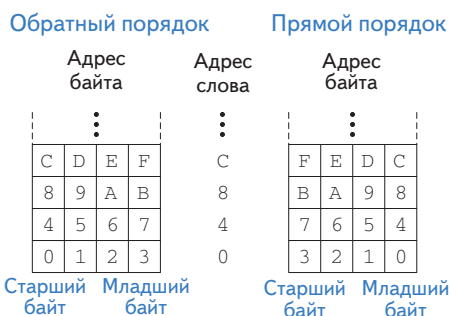 Обратный порядок Прямой порядок
Адрес байта Адрес слова Адрес байта
C D E F C F E D C
8 9 A B 8 B A 9 8
4 5 6 7 4 7 6 5 4
0 1 2 3 0 3 2 1 0
Старший байт Младший байт Старший байт Младший байт